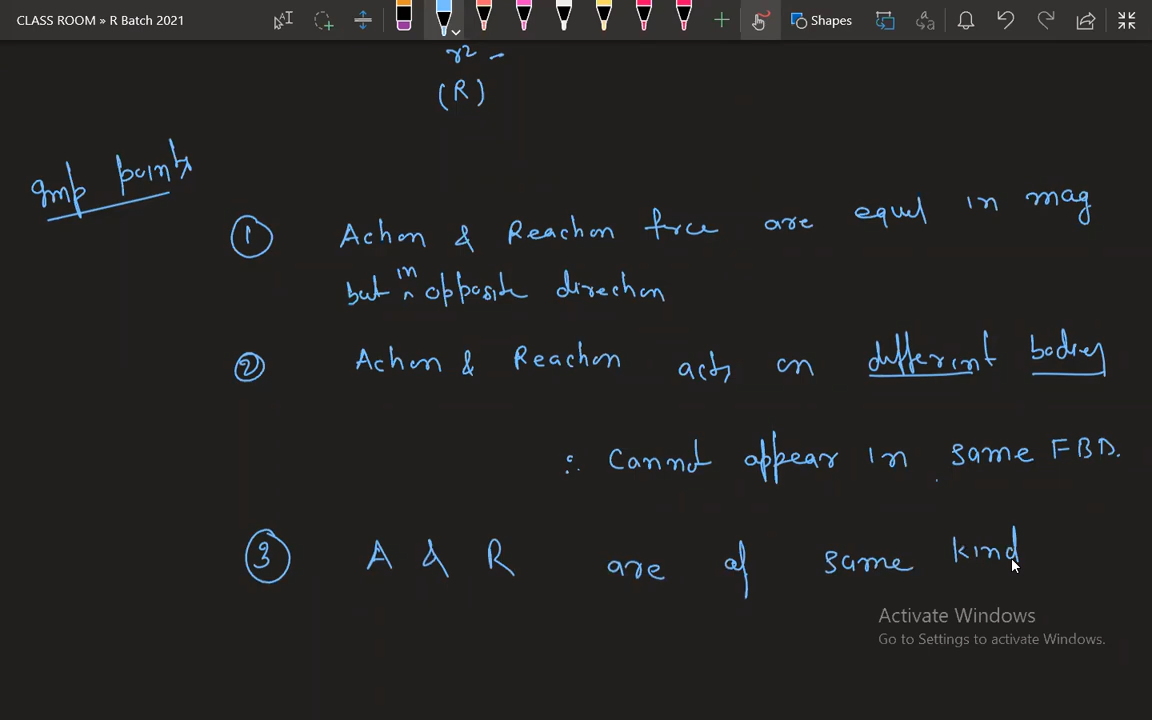 CLASS ROOM » R Batch 2021
Shapes
r² -
(R)
Imp points
① Action & Reaction force are equal in mag
but in ^ opposite direction
② Action & Reaction acts on different bodies
∴ Cannot appear in same FBD.
③ A & R are of same kind
Activate Windows
Go to Settings to activate Windows.